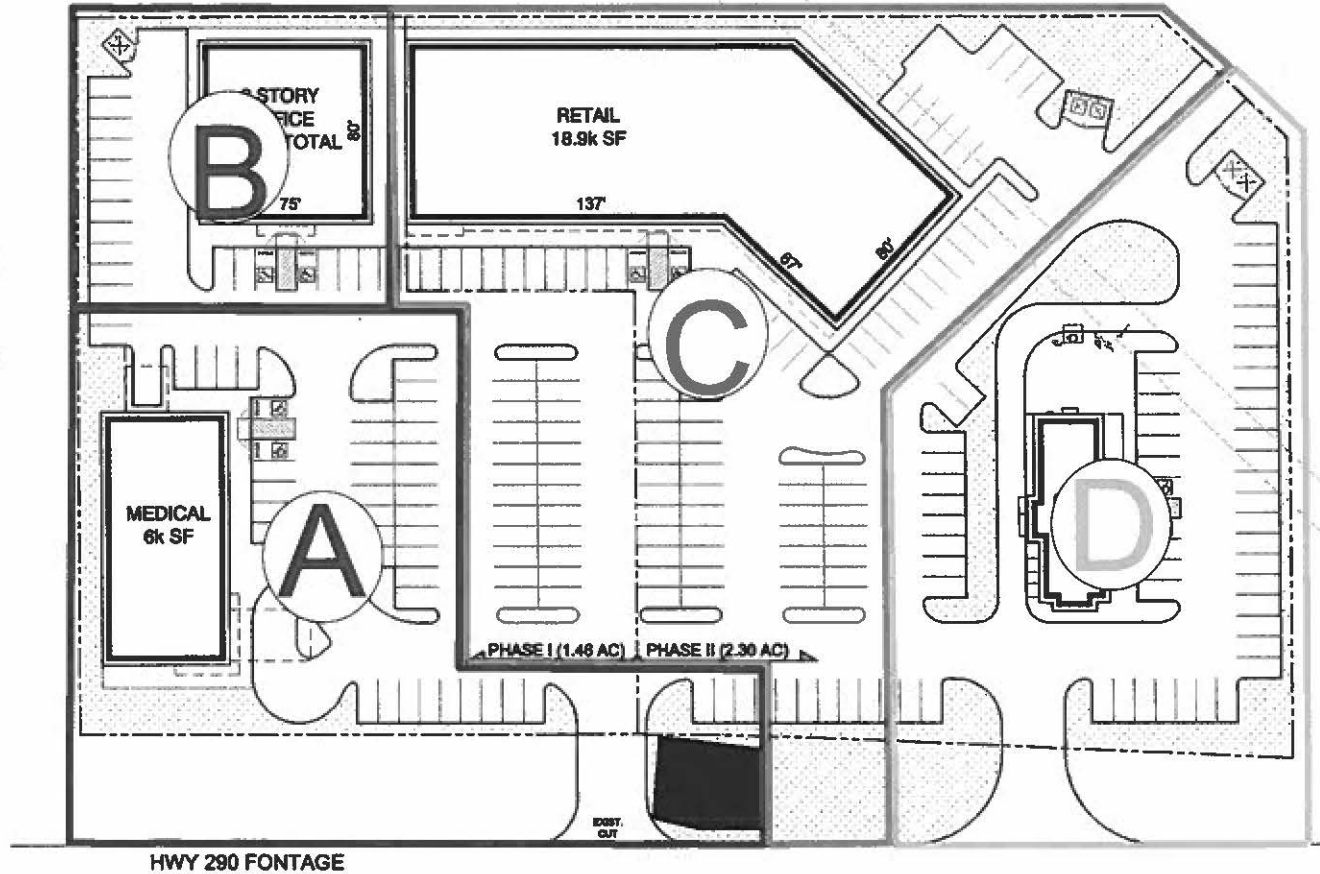 STORY
TOTAL
80'
75'
B
RETAIL
18.9k SF
137'
67'
80'
C
MEDICAL
6k SF
A
D
PHASE I (1.46 AC)
PHASE II (2.30 AC)
EXIST.
CUT
HWY 290 FONTAGE